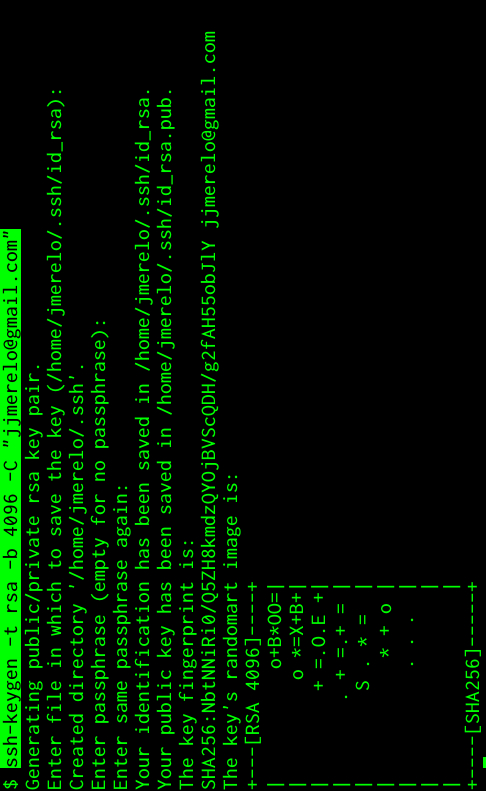 $ ssh-keygen -t rsa -b 4096 -C "jjmerelo@gmail.com"
Generating public/private rsa key pair.
Enter file in which to save the key (/home/jmerelo/.ssh/id_rsa):
Created directory '/home/jmerelo/.ssh'.
Enter passphrase (empty for no passphrase):
Enter same passphrase again:
Your identification has been saved in /home/jmerelo/.ssh/id_rsa.
Your public key has been saved in /home/jmerelo/.ssh/id_rsa.pub.
The key fingerprint is:
SHA256:NbtNNiRi0/Q5ZH8kmdzQYOjBVScQDH/g2fAH55obJlY jjmerelo@gmail.com
The key's randomart image is:
+---[RSA 4096]----+
|          o+B*OO=|
|         o *=X+B+|
|        + =.O.E +|
|       . + =.+ = |
|        S . * =  |
|           * + o |
|          . . .  |
|                 |
|                 |
+----[SHA256]-----+